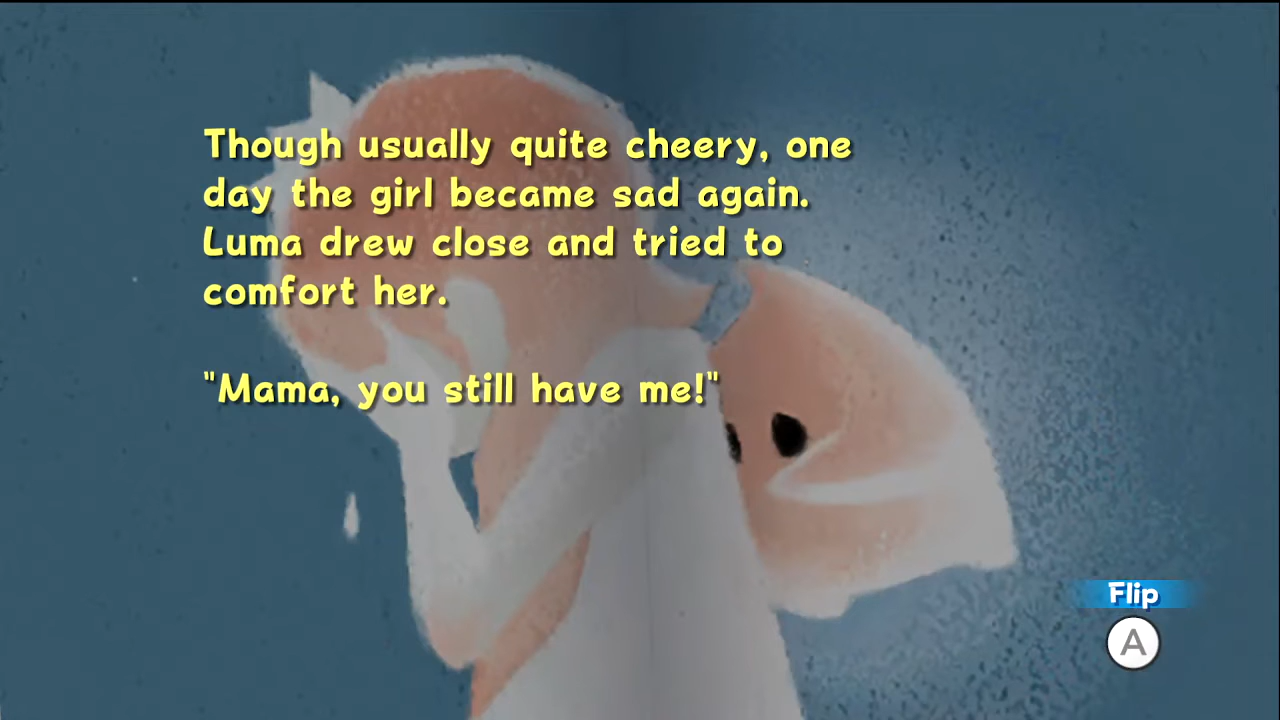 Though usually quite cheery, one
day the girl became sad again.
Luma drew close and tried to
comfort her.
"Mama, you still have me!"
Flip
A